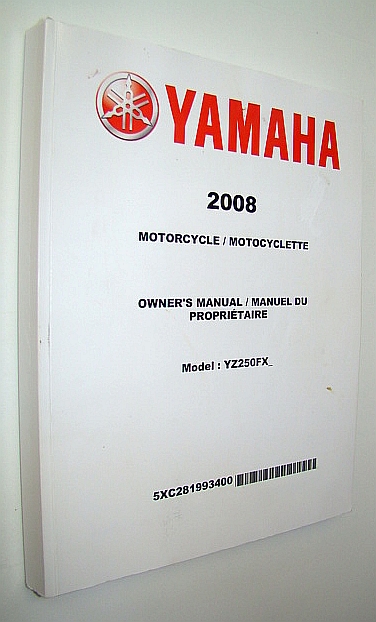 YAMAHA
2008
MOTORCYCLE / MOTOCYCLETTE
OWNER'S MANUAL / MANUEL DU
PROPRIÉTAIRE
Model : YZ250FX_
5XC281993400